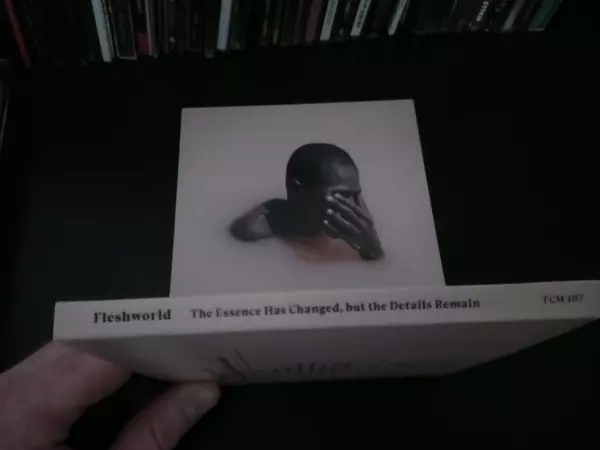 Fleshworld The Essence Has Changed, but the Details Remain TCM 107